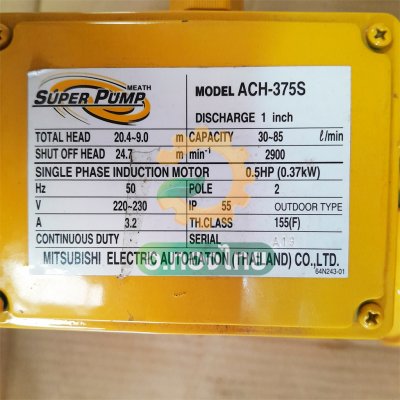 MEATH
SUPER PUMP
MODEL ACH-375S
DISCHARGE 1 inch
TOTAL HEAD 20.4-9.0 m CAPACITY 30-85 ℓ/min
SHUT OFF HEAD 24.7 m min⁻¹ 2900
SINGLE PHASE INDUCTION MOTOR 0.5HP (0.37kW)
Hz 50 POLE 2
V 220-230 IP 55 OUTDOOR TYPE
A 3.2 TH.CLASS 155(F)
CONTINUOUS DUTY SERIAL A19
MITSUBISHI ELECTRIC AUTOMATION (THAILAND) CO.,LTD.
64N243-01